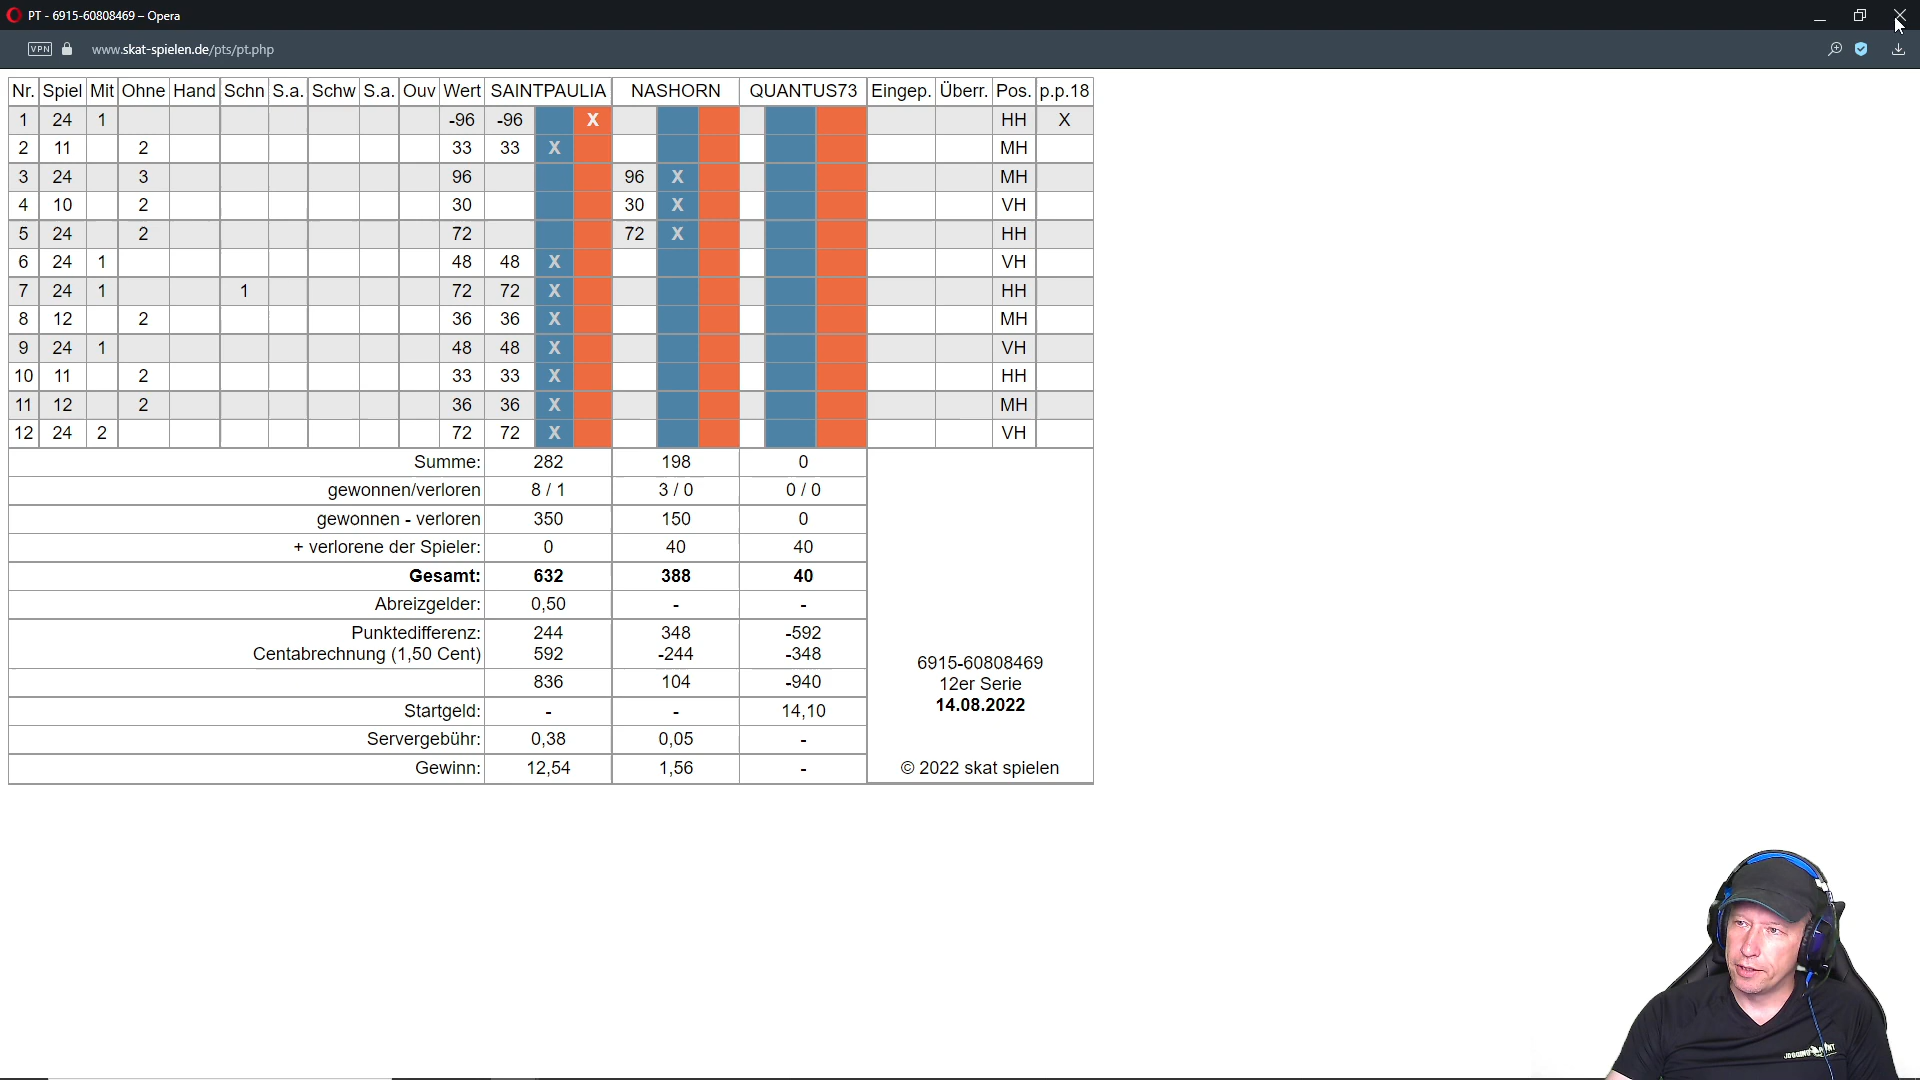 PT - 6915-60808469 – Opera
VPN www.skat-spielen.de/pts/pt.php
Nr. Spiel Mit Ohne Hand Schn S.a. Schw S.a. Ouv Wert SAINTPAULIA NASHORN QUANTUS73 Eingep. Überr. Pos. p.p.18
1 24 1 -96 -96 X HH X
2 11 2 33 33 X MH
3 24 3 96 96 X MH
4 10 2 30 30 X VH
5 24 2 72 72 X HH
6 24 1 48 48 X VH
7 24 1 1 72 72 X HH
8 12 2 36 36 X MH
9 24 1 48 48 X VH
10 11 2 33 33 X HH
11 12 2 36 36 X MH
12 24 2 72 72 X VH
Summe: 282 198 0
gewonnen/verloren 8 / 1 3 / 0 0 / 0
gewonnen - verloren 350 150 0
+ verlorene der Spieler: 0 40 40
Gesamt: 632 388 40
Abreizgelder: 0,50 - -
Punktedifferenz: 244 348 -592
Centabrechnung (1,50 Cent) 592 -244 -348
836 104 -940
Startgeld: - - 14,10
Servergebühr: 0,38 0,05 -
Gewinn: 12,54 1,56 -
6915-60808469
12er Serie
14.08.2022
© 2022 skat spielen